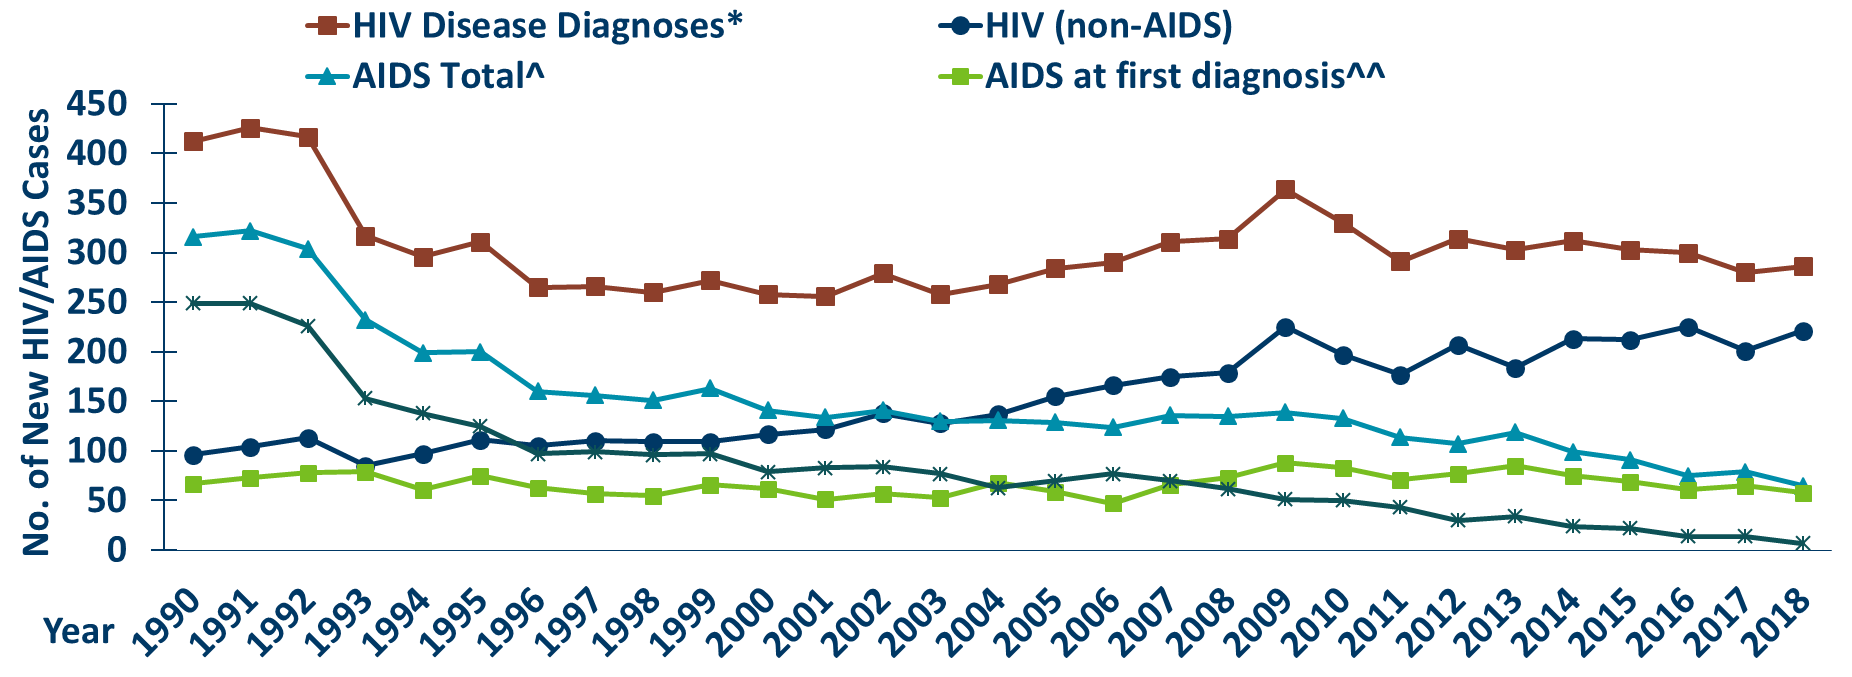 HIV Disease Diagnoses* HIV (non-AIDS)
AIDS Total^ AIDS at first diagnosis^^
No. of New HIV/AIDS Cases
450
400
350
300
250
200
150
100
50
0
Year 1990 1991 1992 1993 1994 1995 1996 1997 1998 1999 2000 2001 2002 2003 2004 2005 2006 2007 2008 2009 2010 2011 2012 2013 2014 2015 2016 2017 2018